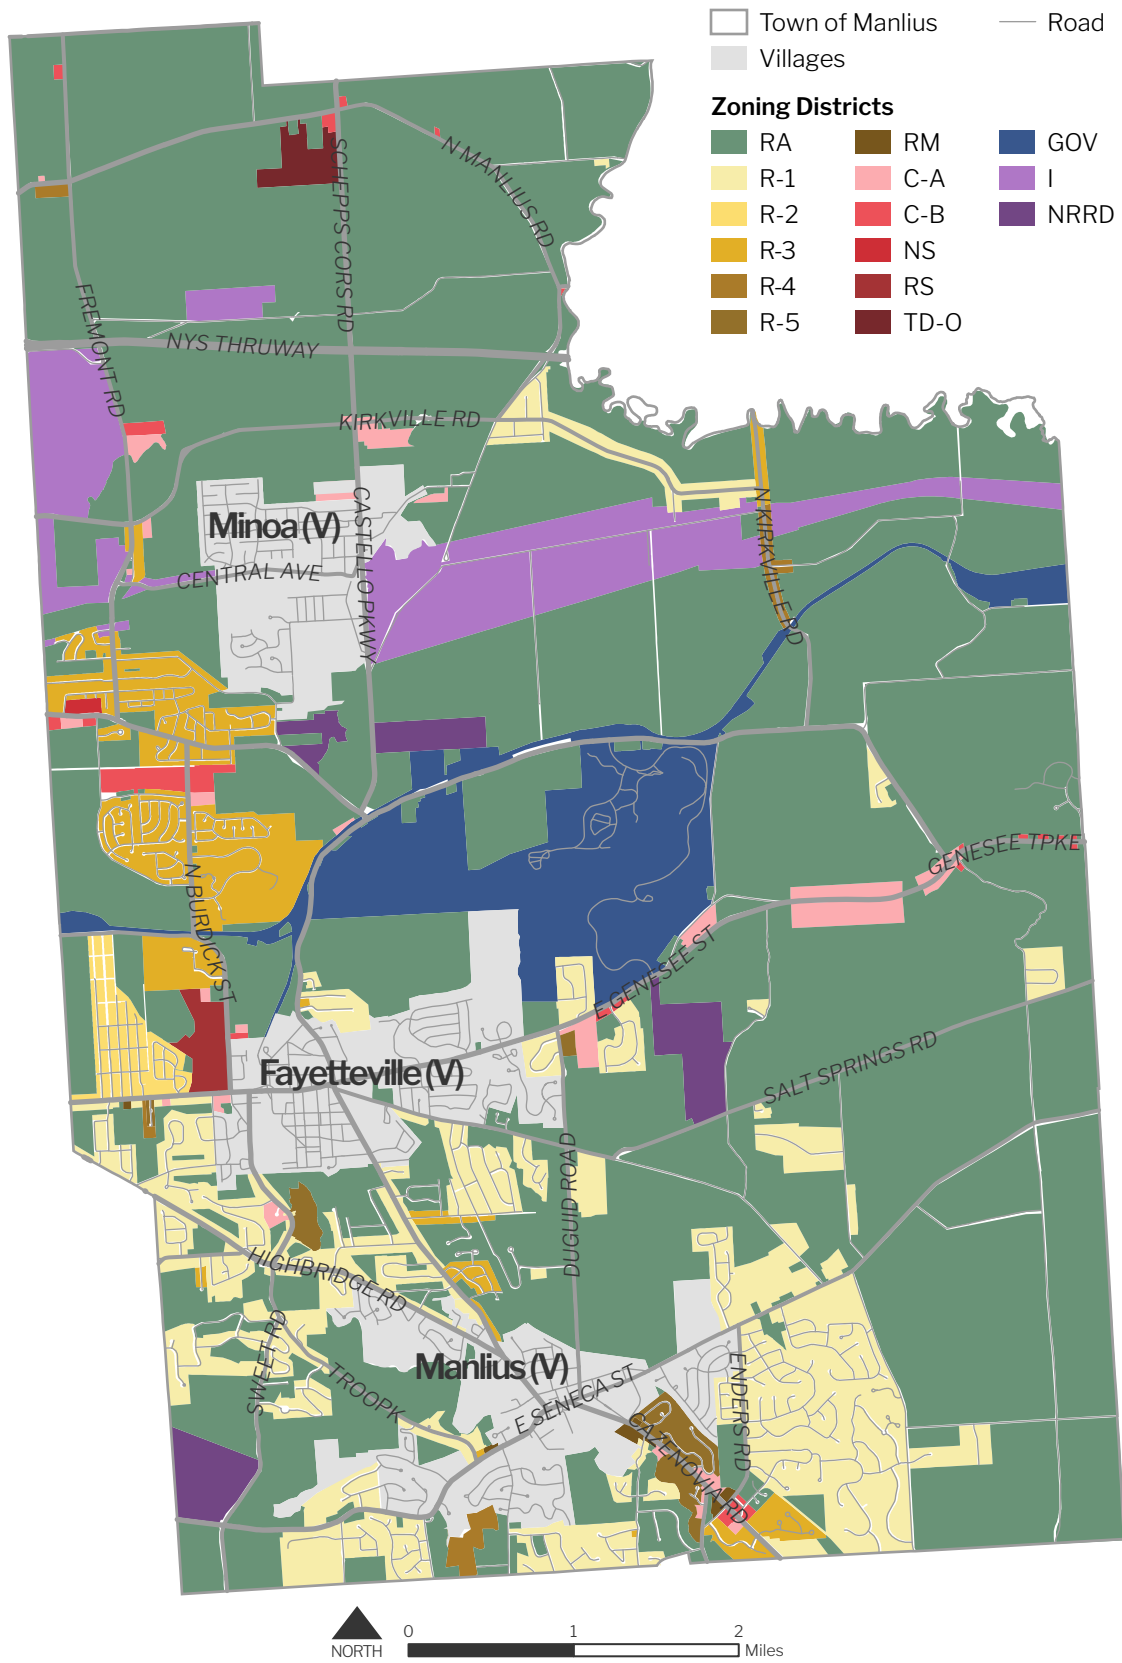 Town of Manlius
Road
Villages
Zoning Districts
RA
RM
GOV
R-1
C-A
I
R-2
C-B
NRRD
R-3
NS
R-4
RS
R-5
TD-O
N MANLIUS RD
SCHEPPS CORS RD
FREMONT RD
NYS THRUWAY
KIRKVILLE RD
Minoa (V)
CASTELLO PKWY
N KIRKVILLE RD
CENTRAL AVE
GENESEE TPKE
N BURDICK ST
E GENESEE ST
Fayetteville (V)
SALT SPRINGS RD
DUGUID ROAD
HIGHBRIDGE RD
SWEET RD
TROOP K
Manlius (V)
E SENECA ST
ENDERS RD
CAZENOVIA RD
NORTH
0 1 2
Miles